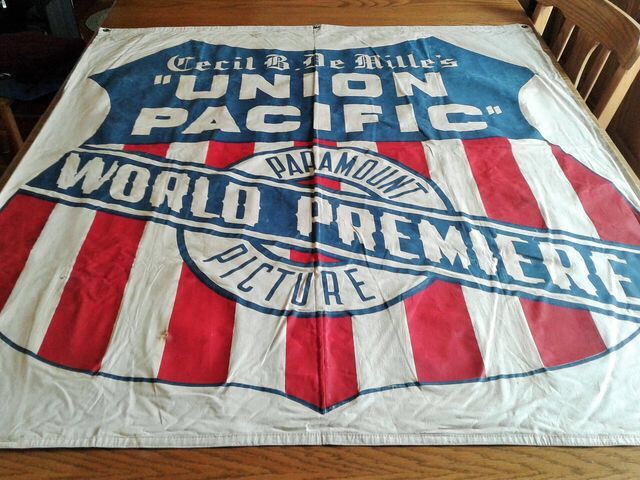 Cecil B. De Mille's
"UNION
PACIFIC"
PARAMOUNT
WORLD PREMIERE
PICTURE